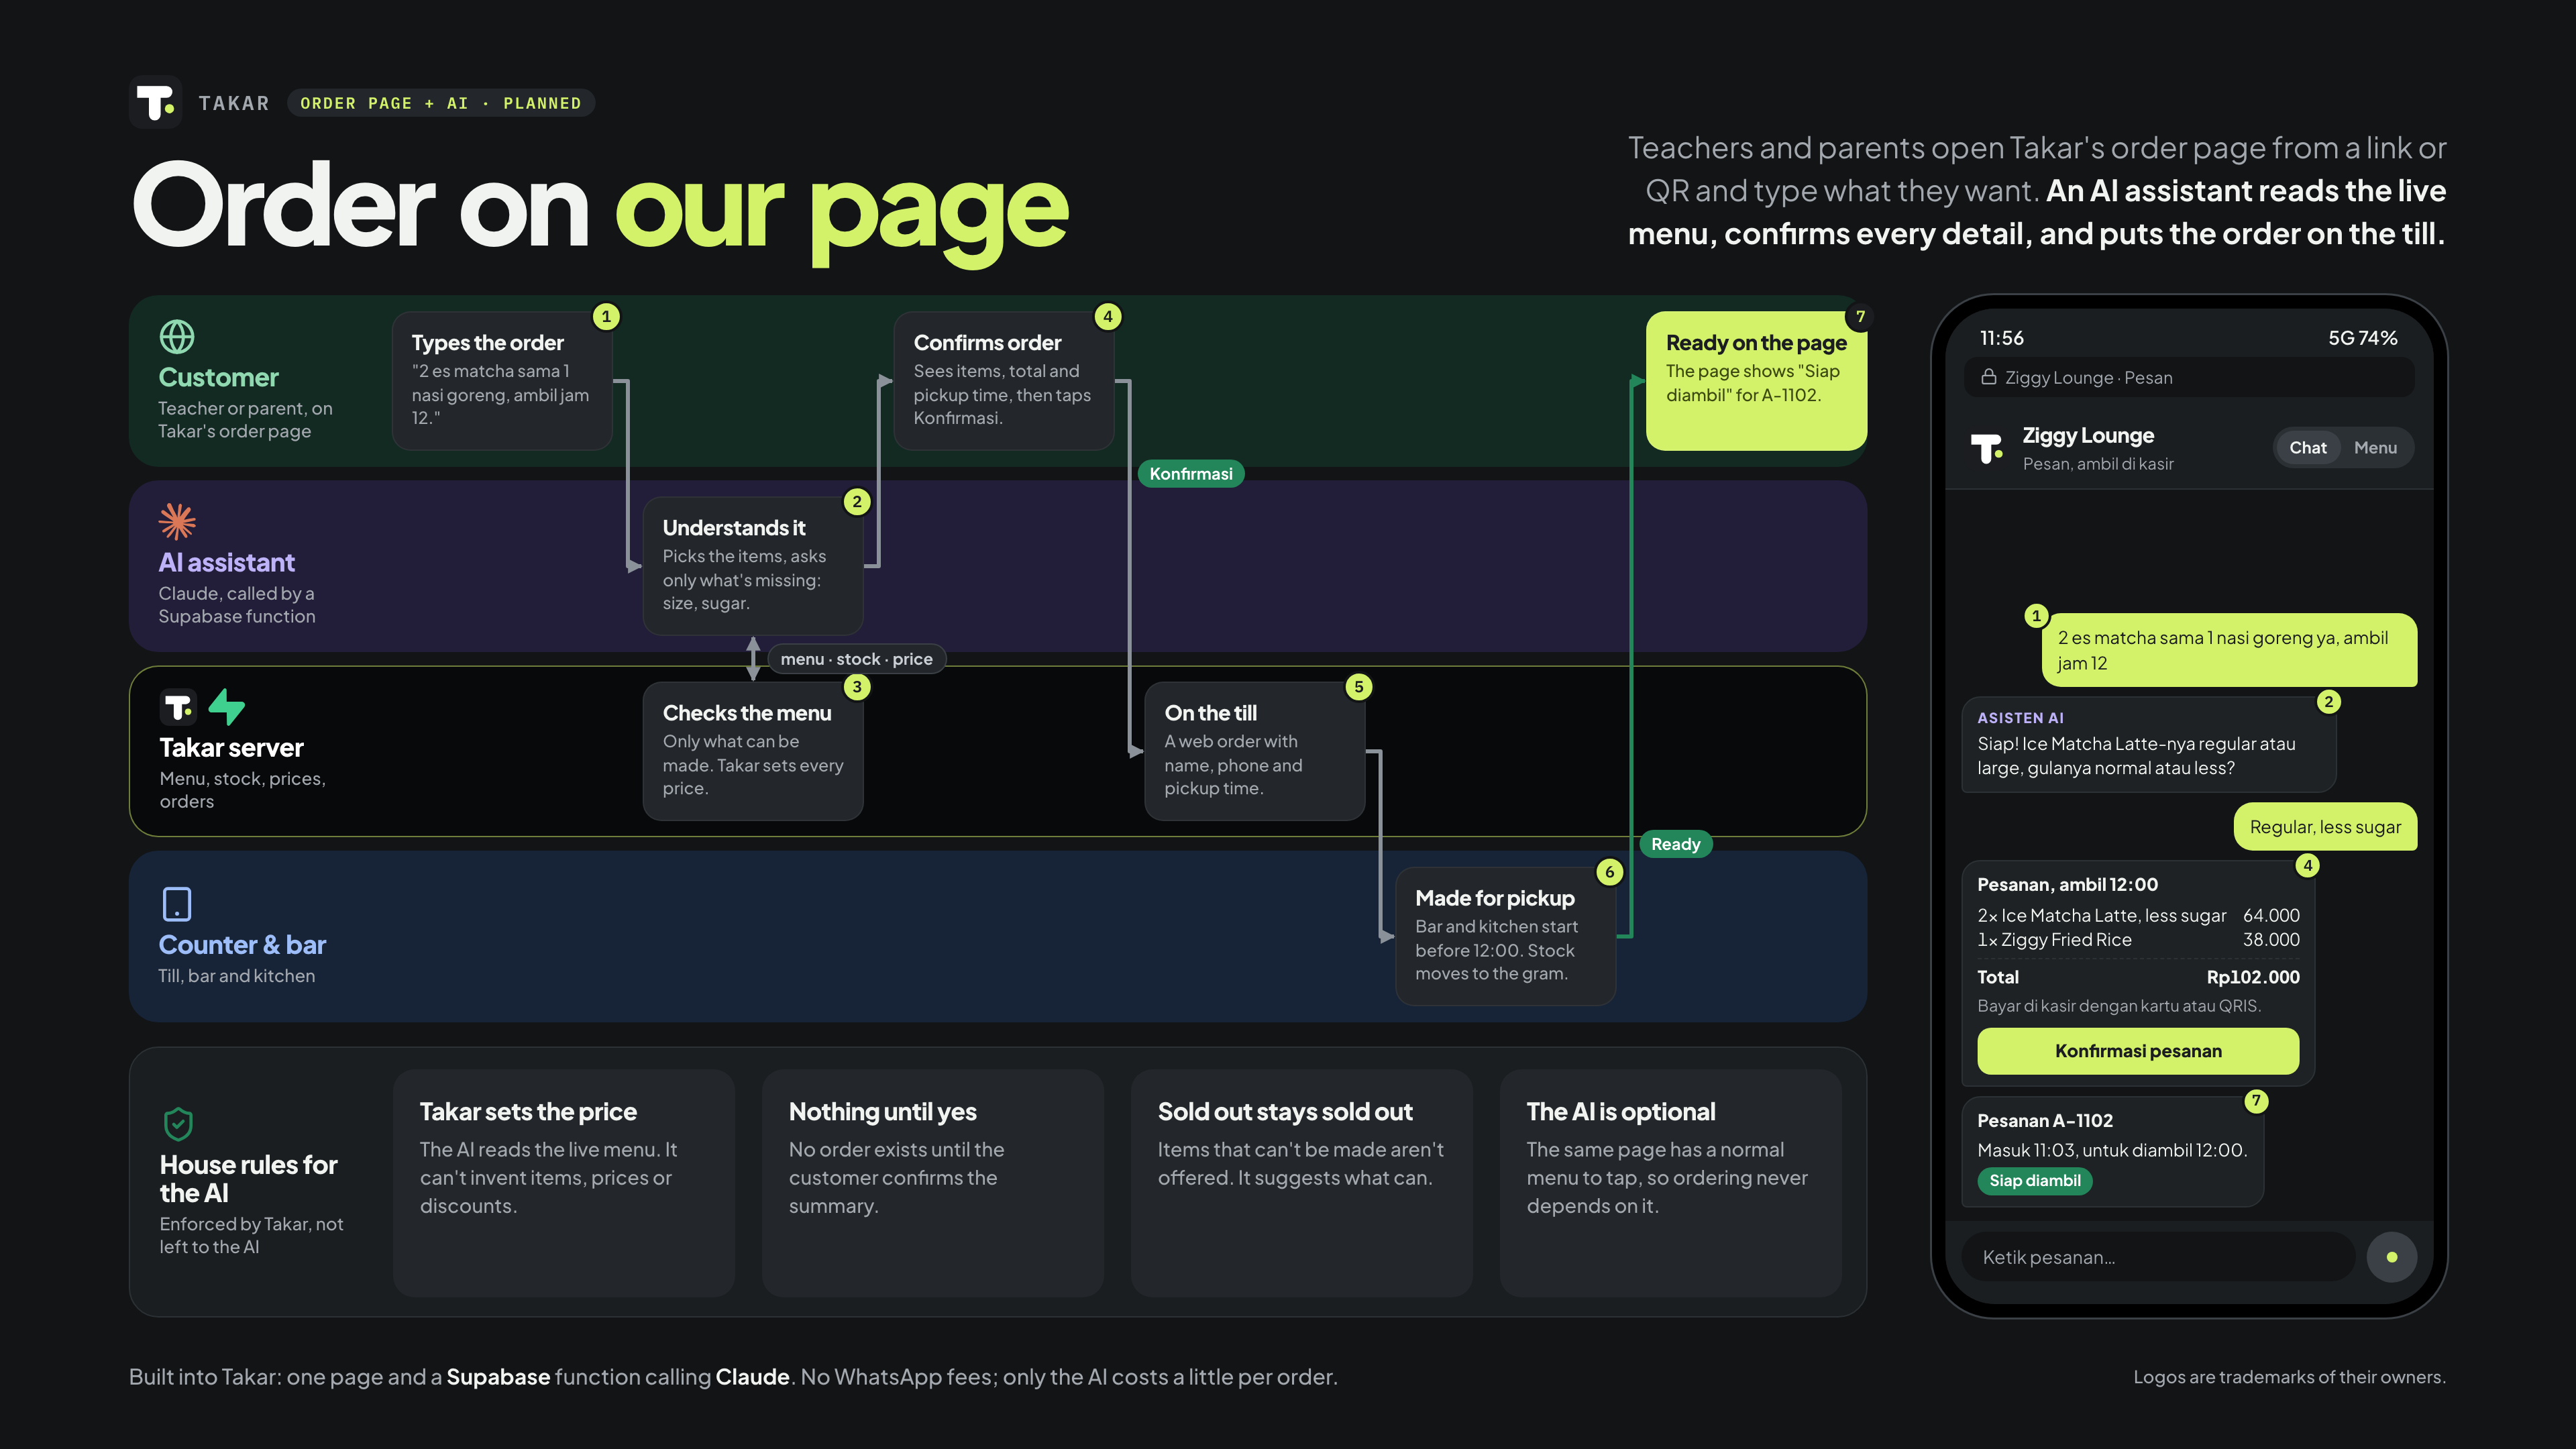 T.
TAKAR
ORDER PAGE + AI · PLANNED
Order on our page
Teachers and parents open Takar's order page from a link or
QR and type what they want. An AI assistant reads the live
menu, confirms every detail, and puts the order on the till.
Customer
Teacher or parent, on
Takar's order page
1
Types the order
"2 es matcha sama 1
nasi goreng, ambil jam
12."
4
Confirms order
Sees items, total and
pickup time, then taps
Konfirmasi.
7
Ready on the page
The page shows "Siap
diambil" for A-1102.
Konfirmasi
AI assistant
Claude, called by a
Supabase function
2
Understands it
Picks the items, asks
only what's missing:
size, sugar.
menu · stock · price
T.
Takar server
Menu, stock, prices,
orders
3
Checks the menu
Only what can be
made. Takar sets every
price.
5
On the till
A web order with
name, phone and
pickup time.
Ready
Counter & bar
Till, bar and kitchen
6
Made for pickup
Bar and kitchen start
before 12:00. Stock
moves to the gram.
House rules for
the AI
Enforced by Takar, not
left to the AI
Takar sets the price
The AI reads the live menu. It
can't invent items, prices or
discounts.
Nothing until yes
No order exists until the
customer confirms the
summary.
Sold out stays sold out
Items that can't be made aren't
offered. It suggests what can.
The AI is optional
The same page has a normal
menu to tap, so ordering never
depends on it.
11:56
5G 74%
Ziggy Lounge · Pesan
T.
Ziggy Lounge
Pesan, ambil di kasir
Chat
Menu
1
2 es matcha sama 1 nasi goreng ya, ambil
jam 12
2
ASISTEN AI
Siap! Ice Matcha Latte-nya regular atau
large, gulanya normal atau less?
Regular, less sugar
4
Pesanan, ambil 12:00
2× Ice Matcha Latte, less sugar 64.000
1× Ziggy Fried Rice 38.000
Total Rp102.000
Bayar di kasir dengan kartu atau QRIS.
Konfirmasi pesanan
7
Pesanan A-1102
Masuk 11:03, untuk diambil 12:00.
Siap diambil
Ketik pesanan…
Built into Takar: one page and a Supabase function calling Claude. No WhatsApp fees; only the AI costs a little per order.
Logos are trademarks of their owners.